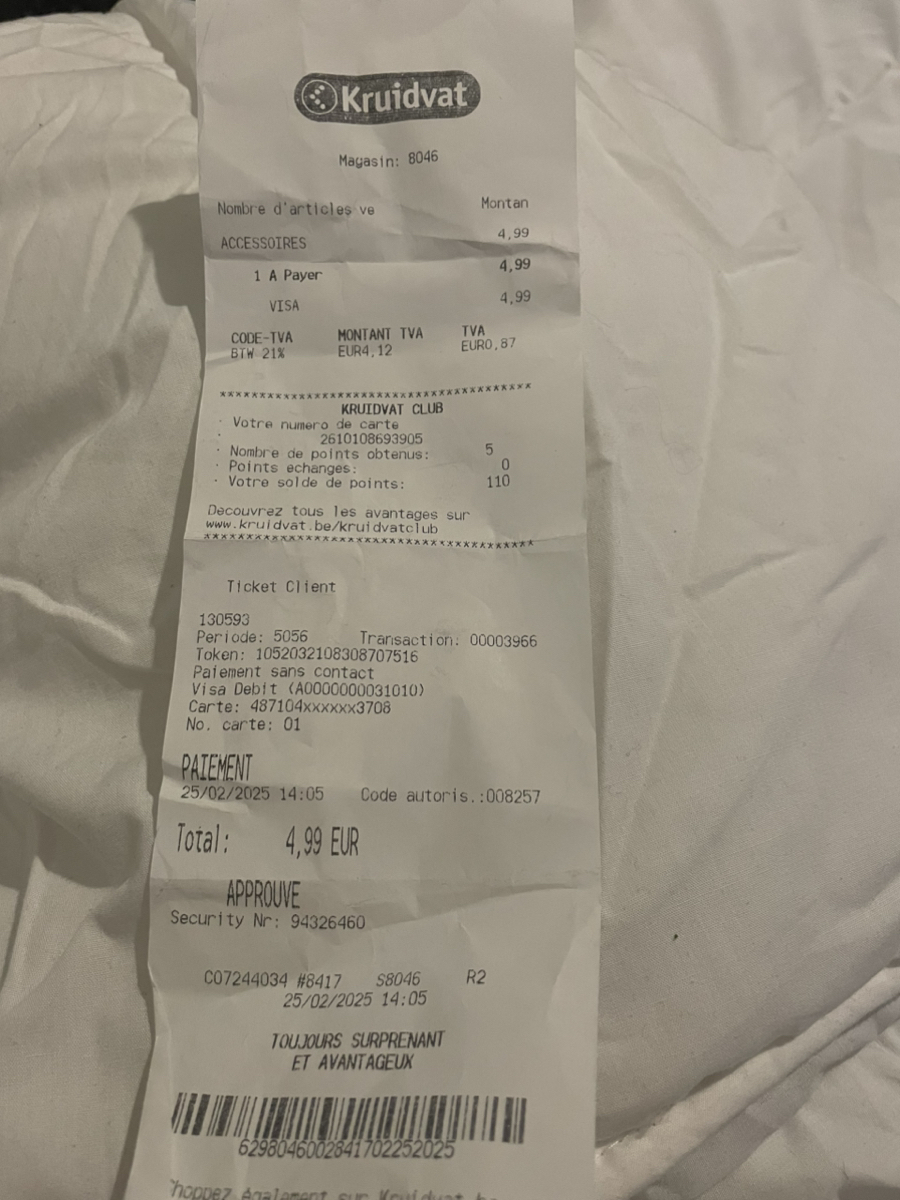 Kruidvat
Magasin: 8046
Nombre d'articles ve Montan
ACCESSOIRES 4,99
1 A Payer 4,99
VISA 4,99
CODE-TVA MONTANT TVA TVA
BTW 21% EUR4,12 EUR0,87
****************************************
KRUIDVAT CLUB
· Votre numero de carte
· 2610108693905
· Nombre de points obtenus: 5
· Points echanges: 0
· Votre solde de points: 110
Decouvrez tous les avantages sur
www.kruidvat.be/kruidvatclub
****************************************
Ticket Client
130593
Periode: 5056 Transaction: 00003966
Token: 1052032108308707516
Paiement sans contact
Visa Debit (A0000000031010)
Carte: 487104xxxxxx3708
No. carte: 01
PAIEMENT
25/02/2025 14:05 Code autoris.:008257
Total: 4,99 EUR
APPROUVE
Security Nr: 94326460
C07244034 #8417 S8046 R2
25/02/2025 14:05
TOUJOURS SURPRENANT
ET AVANTAGEUX
6298046002841702252025
hoppez Agalement sur Kruidvat.be